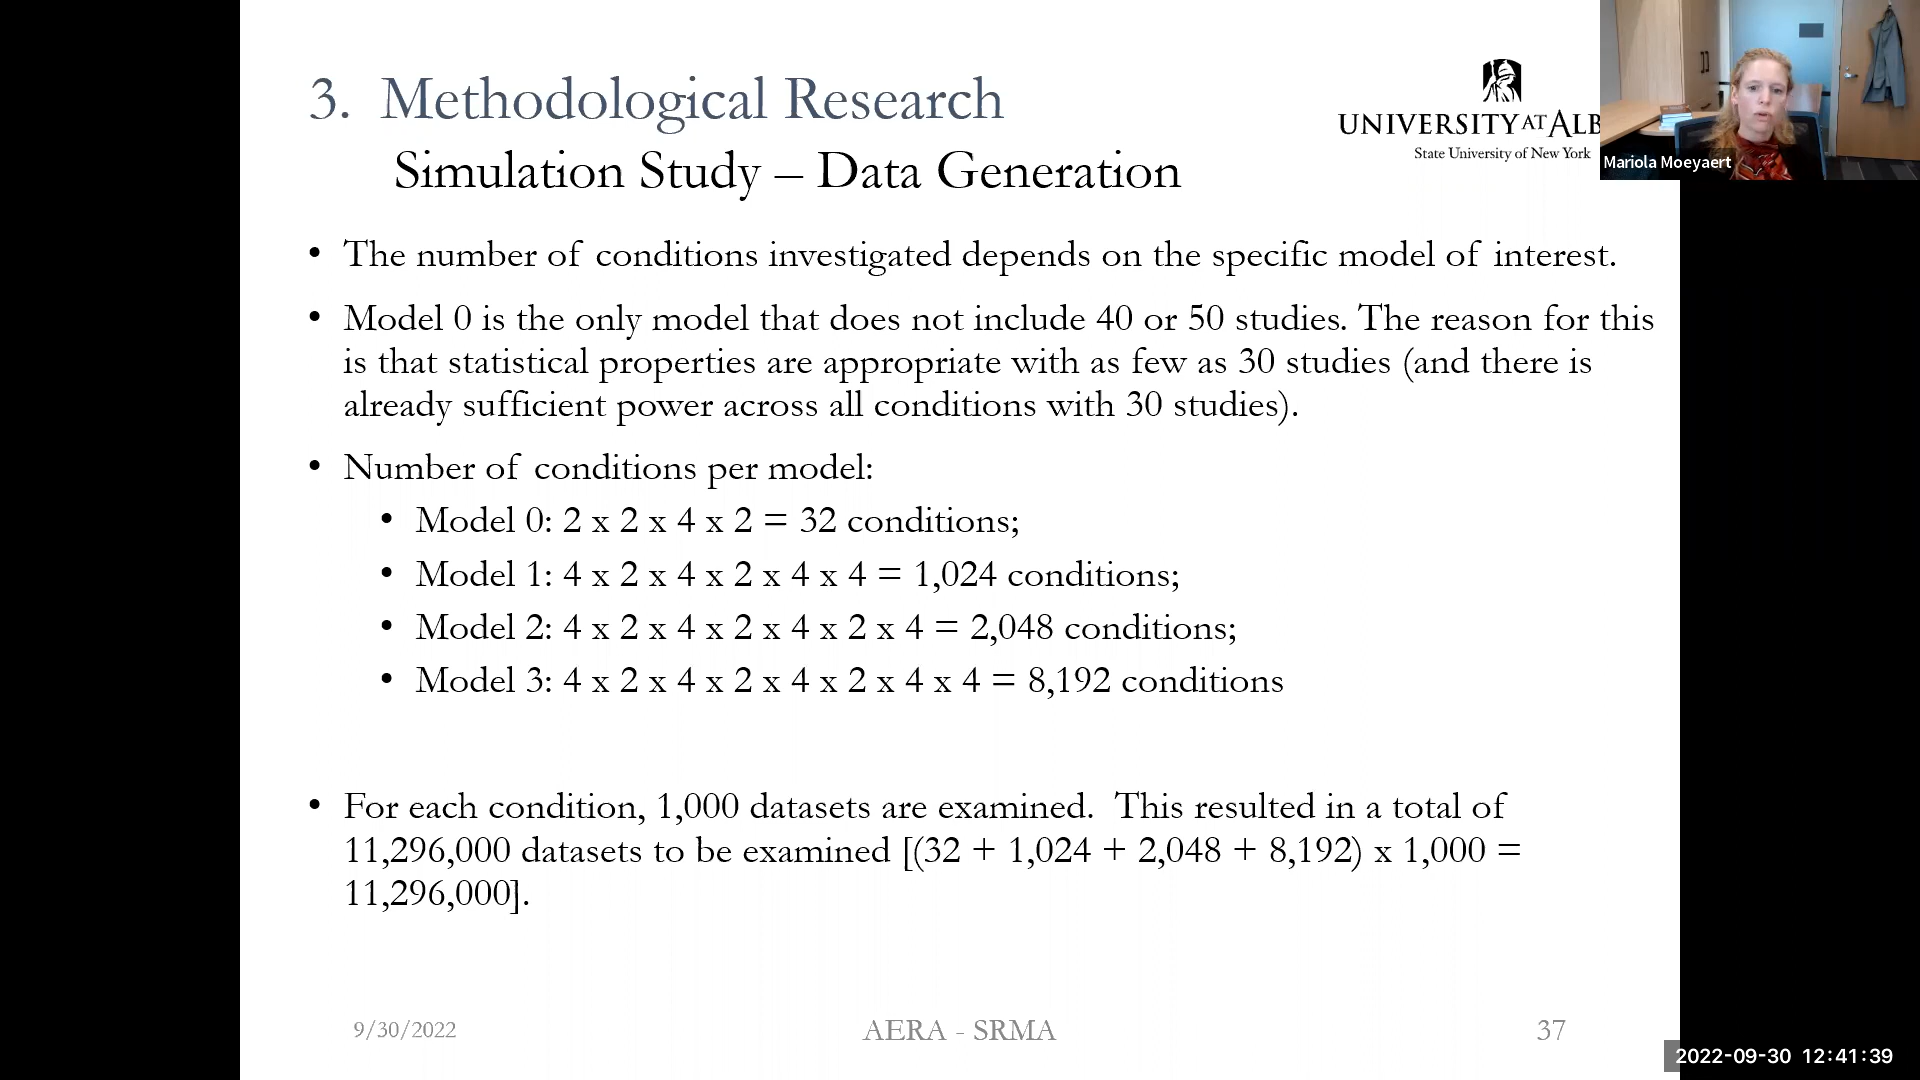 3. Methodological Research
Simulation Study – Data Generation
UNIVERSITY AT ALB
State University of New York
Mariola Moeyaert
• The number of conditions investigated depends on the specific model of interest.
• Model 0 is the only model that does not include 40 or 50 studies. The reason for this
is that statistical properties are appropriate with as few as 30 studies (and there is
already sufficient power across all conditions with 30 studies).
• Number of conditions per model:
• Model 0: 2 x 2 x 4 x 2 = 32 conditions;
• Model 1: 4 x 2 x 4 x 2 x 4 x 4 = 1,024 conditions;
• Model 2: 4 x 2 x 4 x 2 x 4 x 2 x 4 = 2,048 conditions;
• Model 3: 4 x 2 x 4 x 2 x 4 x 2 x 4 x 4 = 8,192 conditions
• For each condition, 1,000 datasets are examined. This resulted in a total of
11,296,000 datasets to be examined [(32 + 1,024 + 2,048 + 8,192) x 1,000 =
11,296,000].
9/30/2022
AERA - SRMA
37
2022-09-30 12:41:39